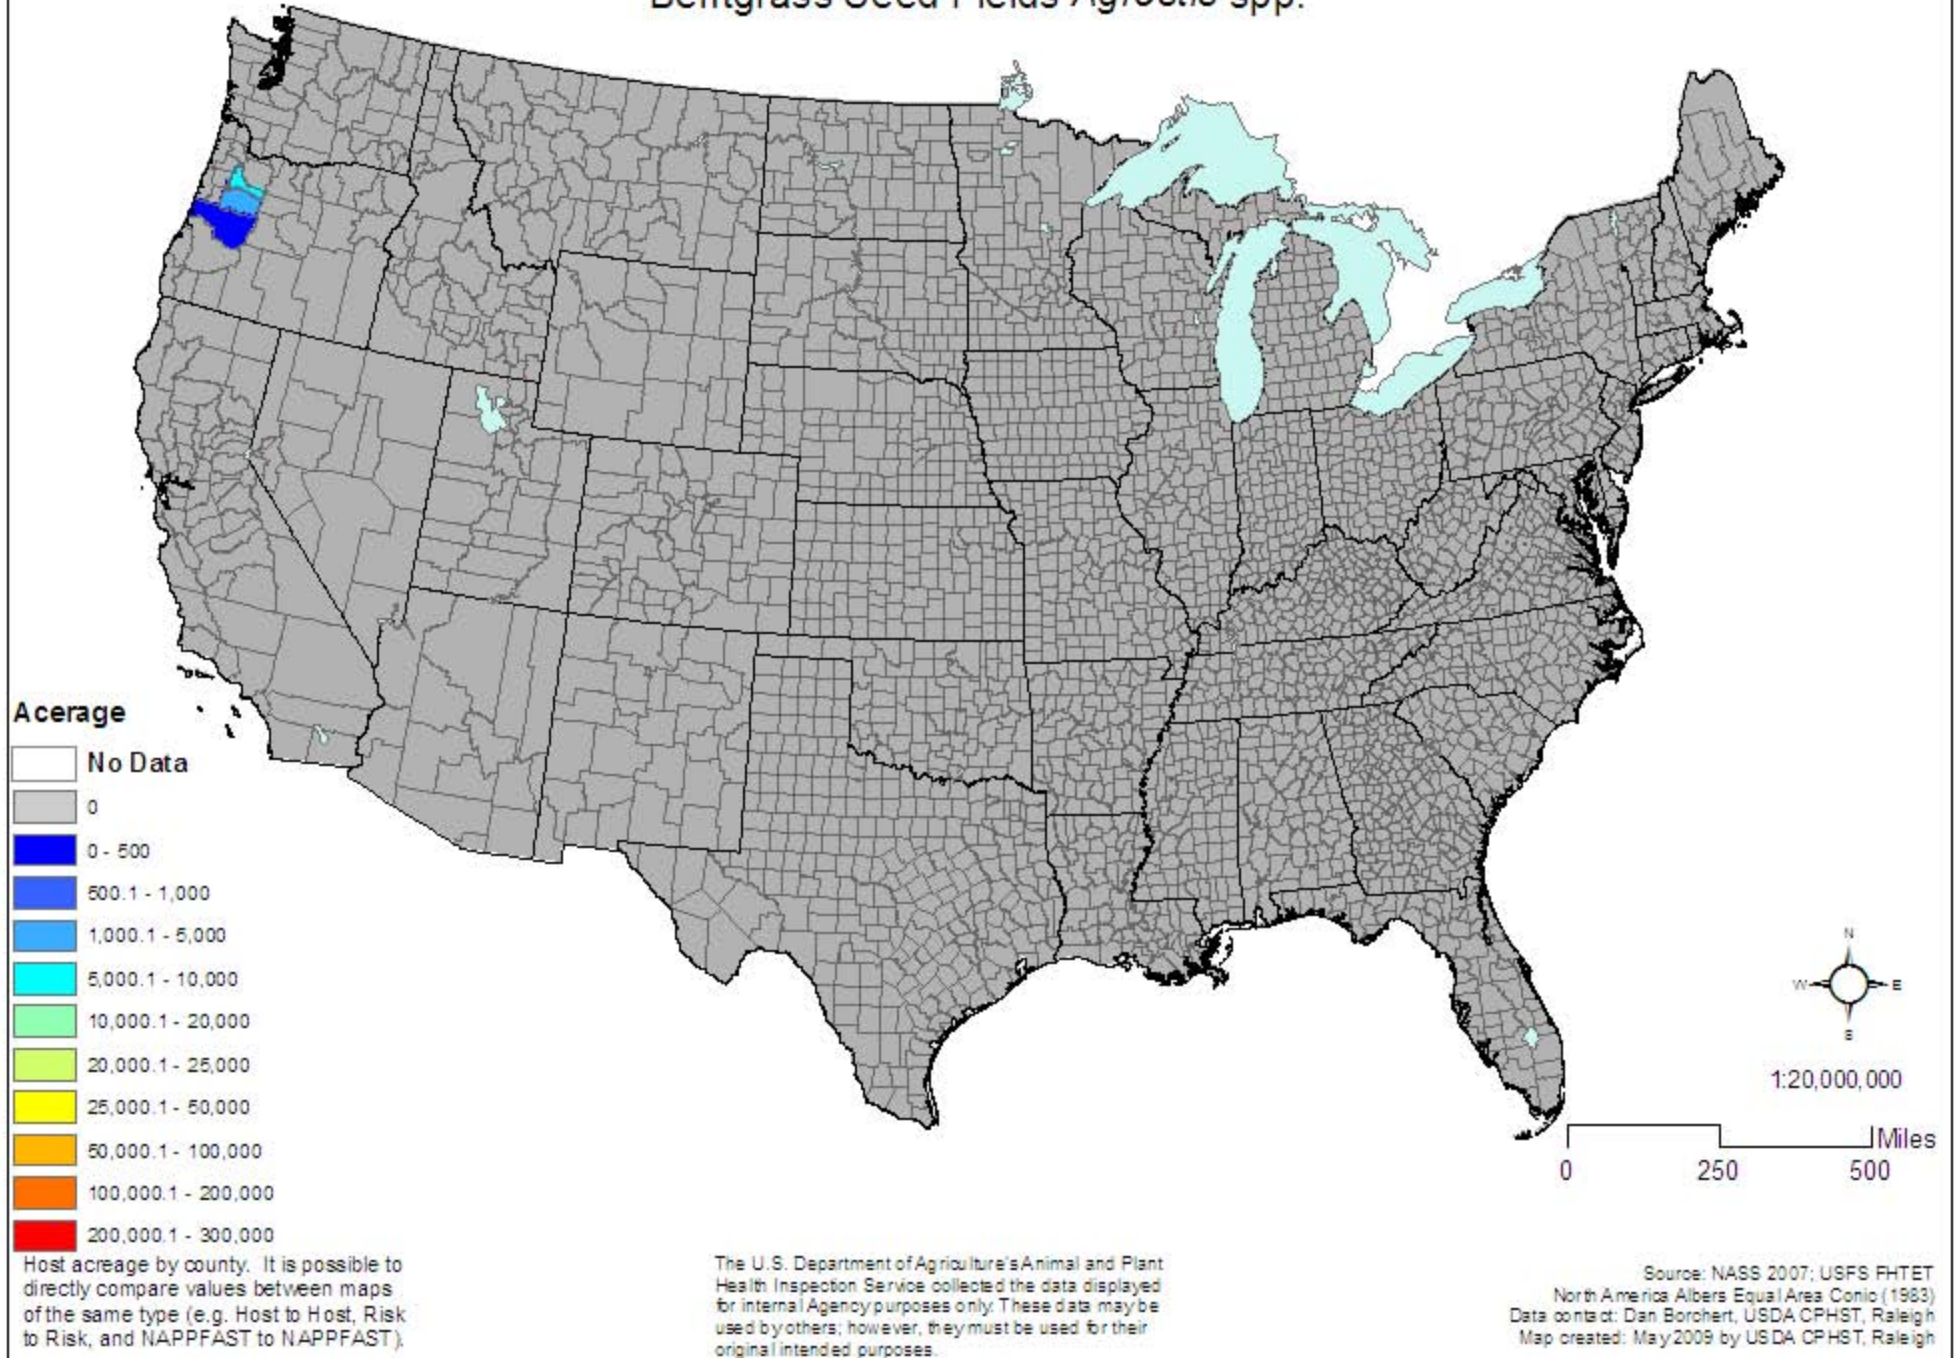 Bentgrass Seed Fields Agrostis spp.
Acerage
No Data
0
0 - 500
500.1 - 1,000
1,000.1 - 5,000
5,000.1 - 10,000
10,000.1 - 20,000
20,000.1 - 25,000
25,000.1 - 50,000
50,000.1 - 100,000
100,000.1 - 200,000
200,000.1 - 300,000
Host acreage by county. It is possible to
directly compare values between maps
of the same type (e.g. Host to Host, Risk
to Risk, and NAPPFAST to NAPPFAST).
The U.S. Department of Agriculture's Animal and Plant
Health Inspection Service collected the data displayed
for internal Agency purposes only. These data may be
used by others; however, they must be used for their
original intended purposes.
N
W E
S
1:20,000,000
Miles
0 250 500
Source: NASS 2007; USFS FHTET
North America Albers Equal Area Conic (1983)
Data contact: Dan Borchert, USDA CPHST, Raleigh
Map created: May 2009 by USDA CPHST, Raleigh